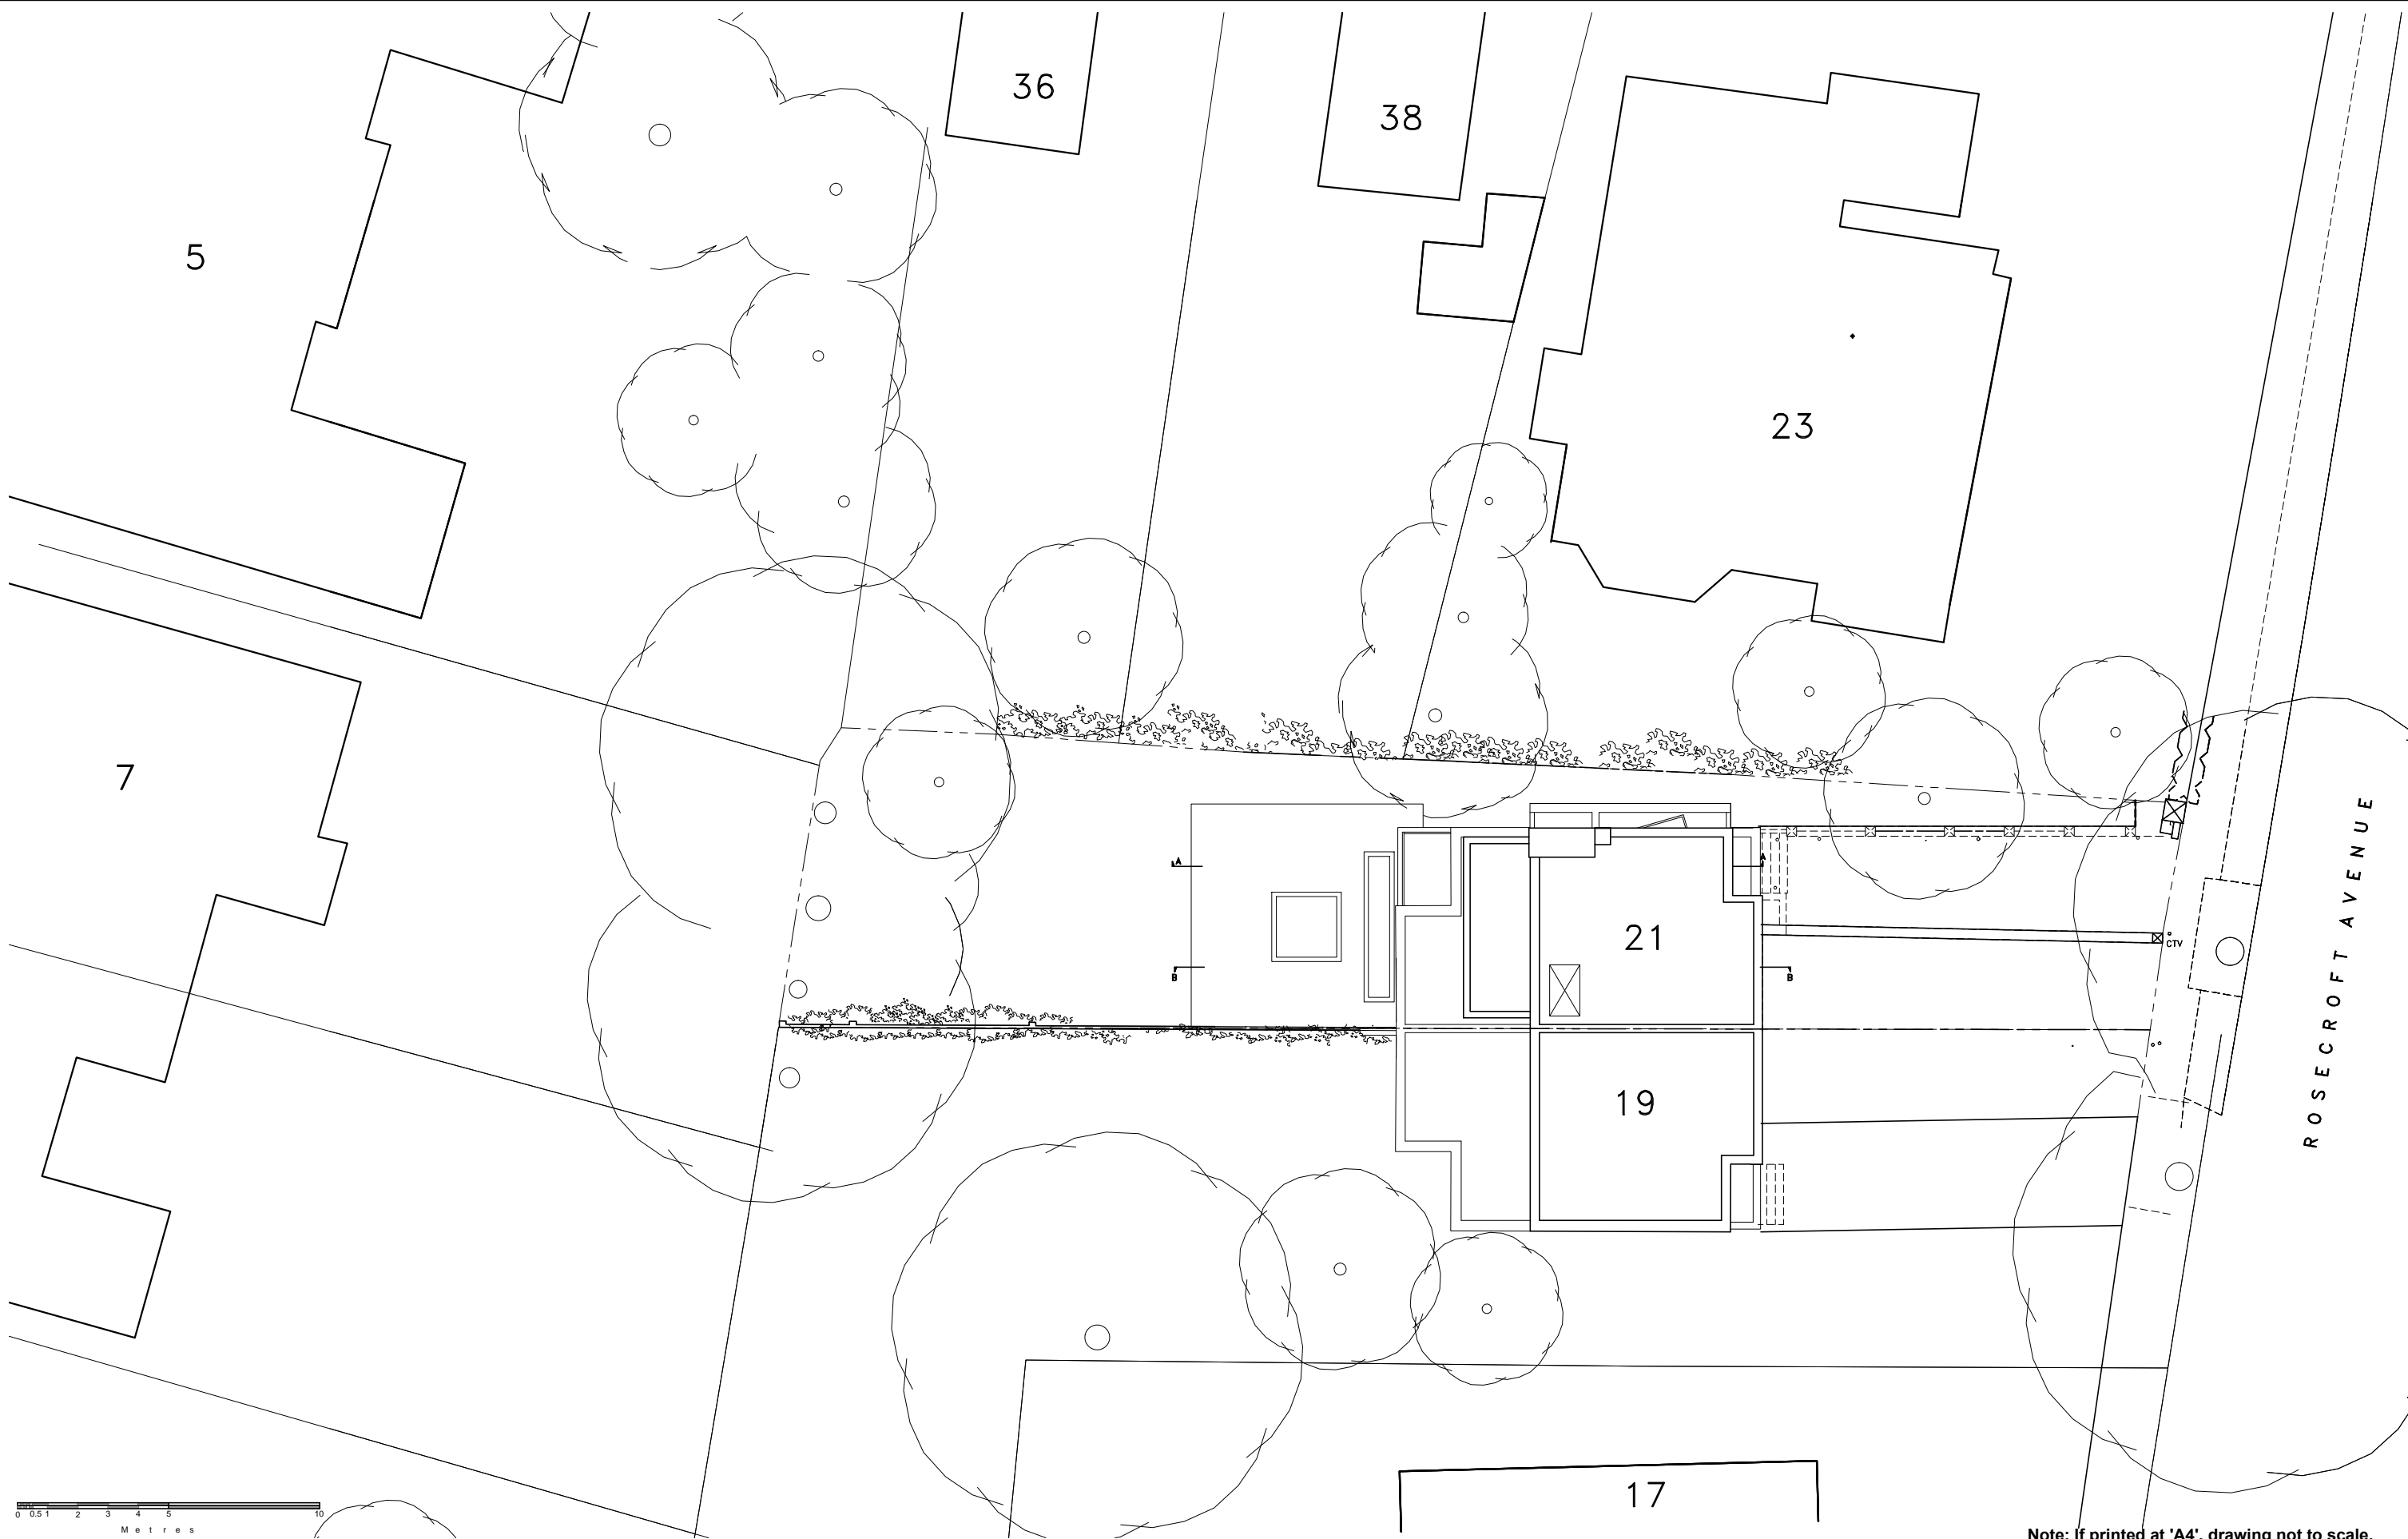 36
38
5
23
7
A
A
21
CTV
B
B
ROSECROFT AVENUE
19
17
0 0.5 1 2 3 4 5 10
Metres
Note: If printed at 'A4', drawing not to scale.